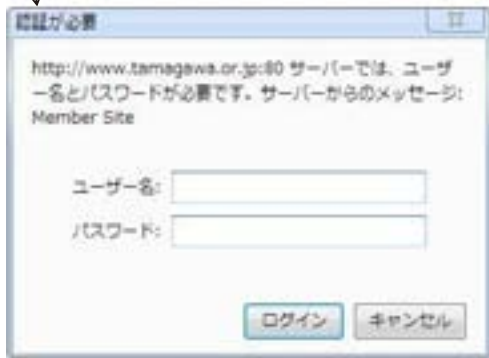 認証が必要
http://www.tamagawa.or.jp:80 サーバーでは、ユーザ
ー名とパスワードが必要です。サーバーからのメッセージ:
Member Site
ユーザー名:
パスワード:
ログイン
キャンセル